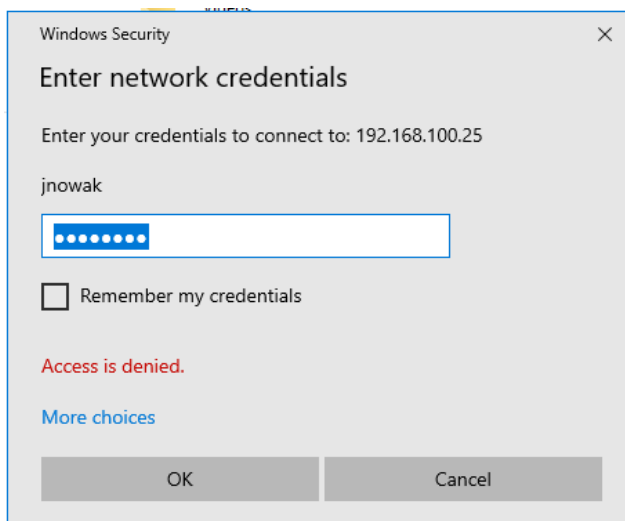 Windows Security
Enter network credentials
Enter your credentials to connect to: 192.168.100.25
jnowak
••••••••
Remember my credentials
Access is denied.
More choices
OK
Cancel